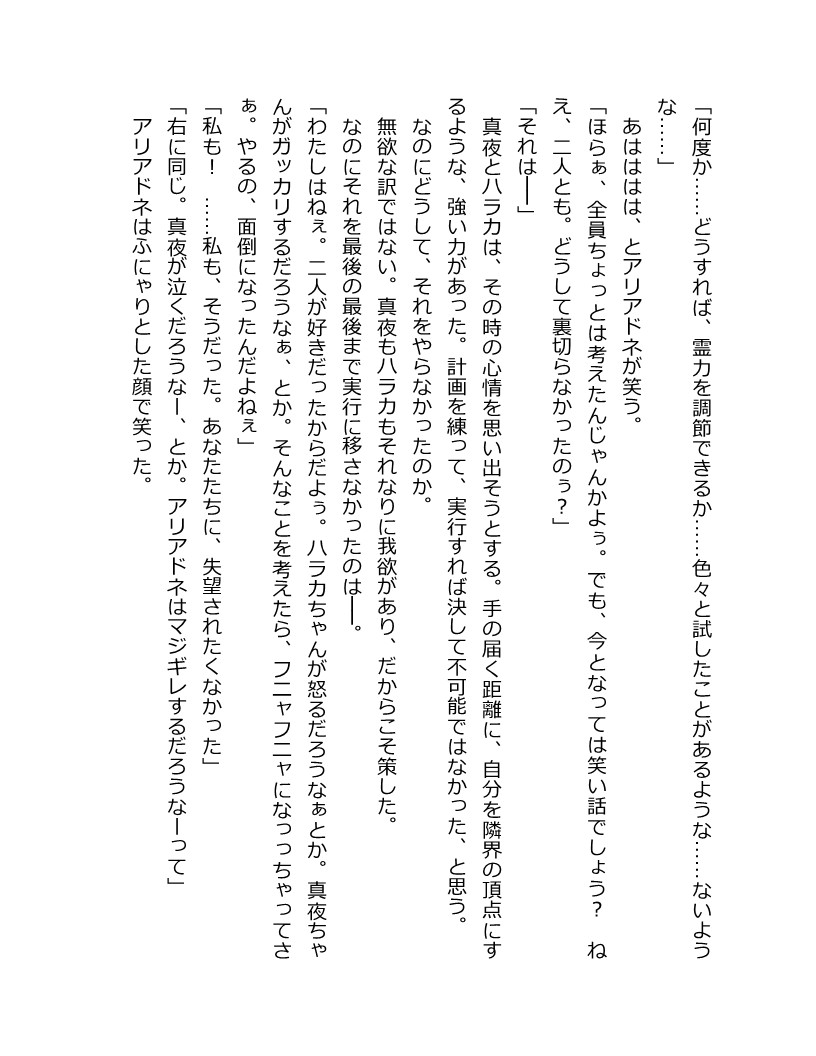 「何度か……どうすれば、霊力を調節できるか……色々と試したことがあるような……ないよう
な……」
あはははは、とアリアドネが笑う。
「ほらぁ、全員ちょっとは考えたんじゃんかよぅ。でも、今となっては笑い話でしょう？　ね
え、二人とも。どうして裏切らなかったのぅ？」
「それは――」
真夜とハラカは、その時の心情を思い出そうとする。手の届く距離に、自分を隣界の頂点にす
るような、強い力があった。計画を練って、実行すれば決して不可能ではなかった、と思う。
なのにどうして、それをやらなかったのか。
無欲な訳ではない。真夜もハラカもそれなりに我欲があり、だからこそ策した。
なのにそれを最後の最後まで実行に移さなかったのは――。
「わたしはねぇ。二人が好きだったからだよぅ。ハラカちゃんが怒るだろうなぁとか。真夜ちゃ
んがガッカリするだろうなぁ、とか。そんなことを考えたら、フニャフニャになっっちゃってさ
ぁ。やるの、面倒になったんだよねぇ」
「私も！　……私も、そうだった。あなたたちに、失望されたくなかった」
「右に同じ。真夜が泣くだろうなー、とか。アリアドネはマジギレするだろうなーって」
アリアドネはふにゃりとした顔で笑った。